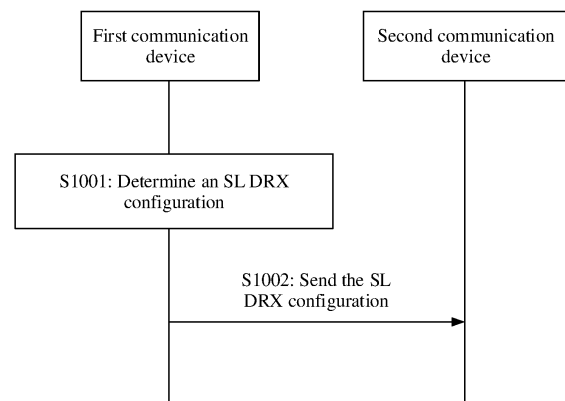 First communication
device
Second communication
device
S1001: Determine an SL DRX
configuration
S1002: Send the SL
DRX configuration